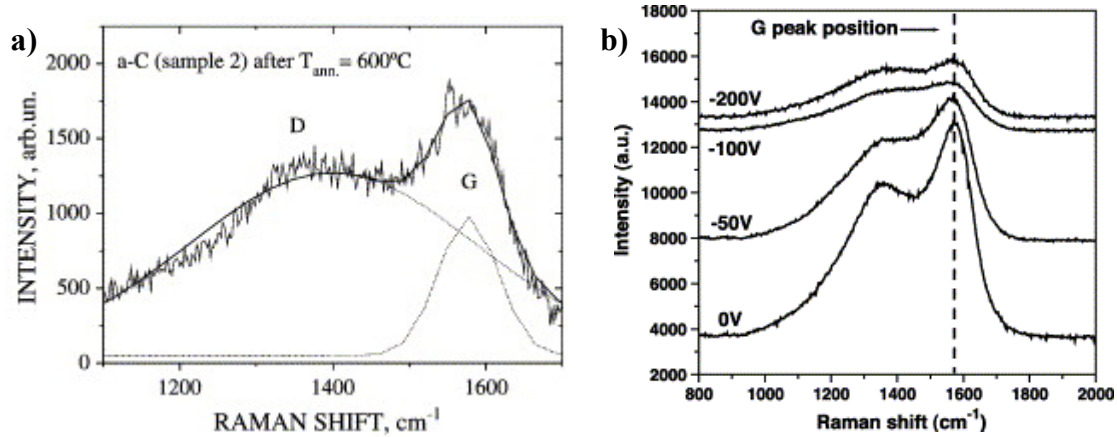 a)
a-C (sample 2) after T_ann. = 600ºC
D
G
INTENSITY, arb.un.
2000
1500
1000
500
0
1200
1400
1600
RAMAN SHIFT, cm⁻¹
b)
G peak position
-200V
-100V
-50V
0V
Intensity (a.u.)
18000
16000
14000
12000
10000
8000
6000
4000
2000
800
1000
1200
1400
1600
1800
2000
Raman shift (cm⁻¹)